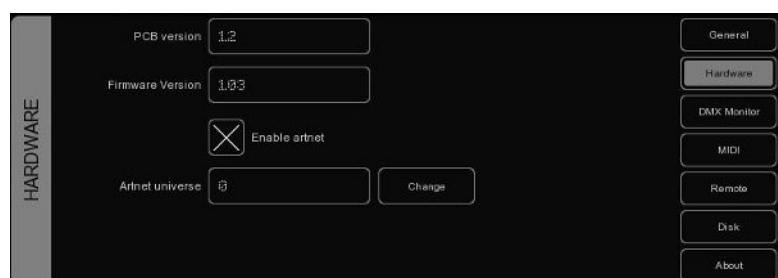 HARDWARE
PCB version 1.2
Firmware Version 1.03
Enable artnet
Artnet universe 0 Change
General
Hardware
DMX Monitor
MIDI
Remote
Disk
About